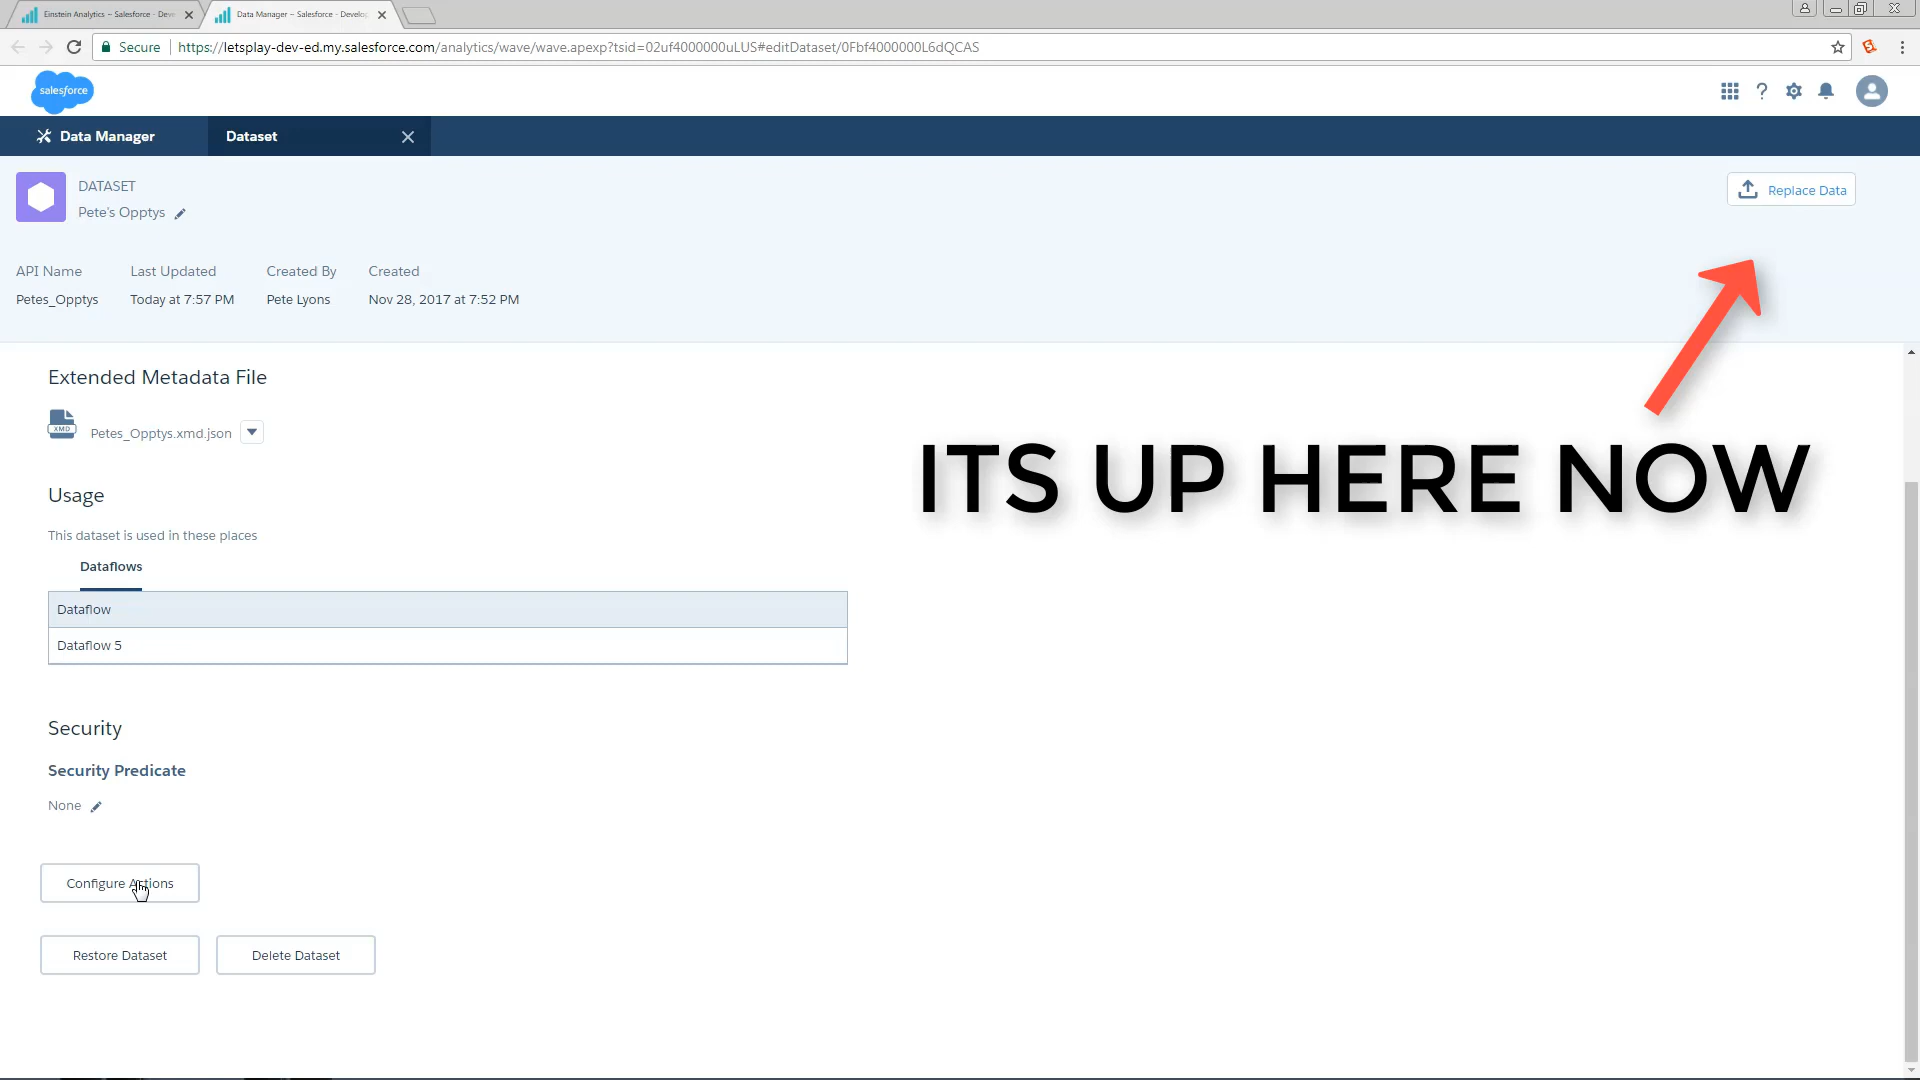 Einstein Analytics – Salesforce - Deve
Data Manager – Salesforce - Develop
Secure
https://letsplay-dev-ed.my.salesforce.com/analytics/wave/wave.apexp?tsid=02uf4000000uLUS#editDataset/0Fbf4000000L6dQCAS
salesforce
Data Manager
Dataset
DATASET
Pete's Opptys
Replace Data
API Name
Last Updated
Created By
Created
Petes_Opptys
Today at 7:57 PM
Pete Lyons
Nov 28, 2017 at 7:52 PM
Extended Metadata File
XMD
Petes_Opptys.xmd.json
ITS UP HERE NOW
Usage
This dataset is used in these places
Dataflows
Dataflow
Dataflow 5
Security
Security Predicate
None
Configure Actions
Restore Dataset
Delete Dataset